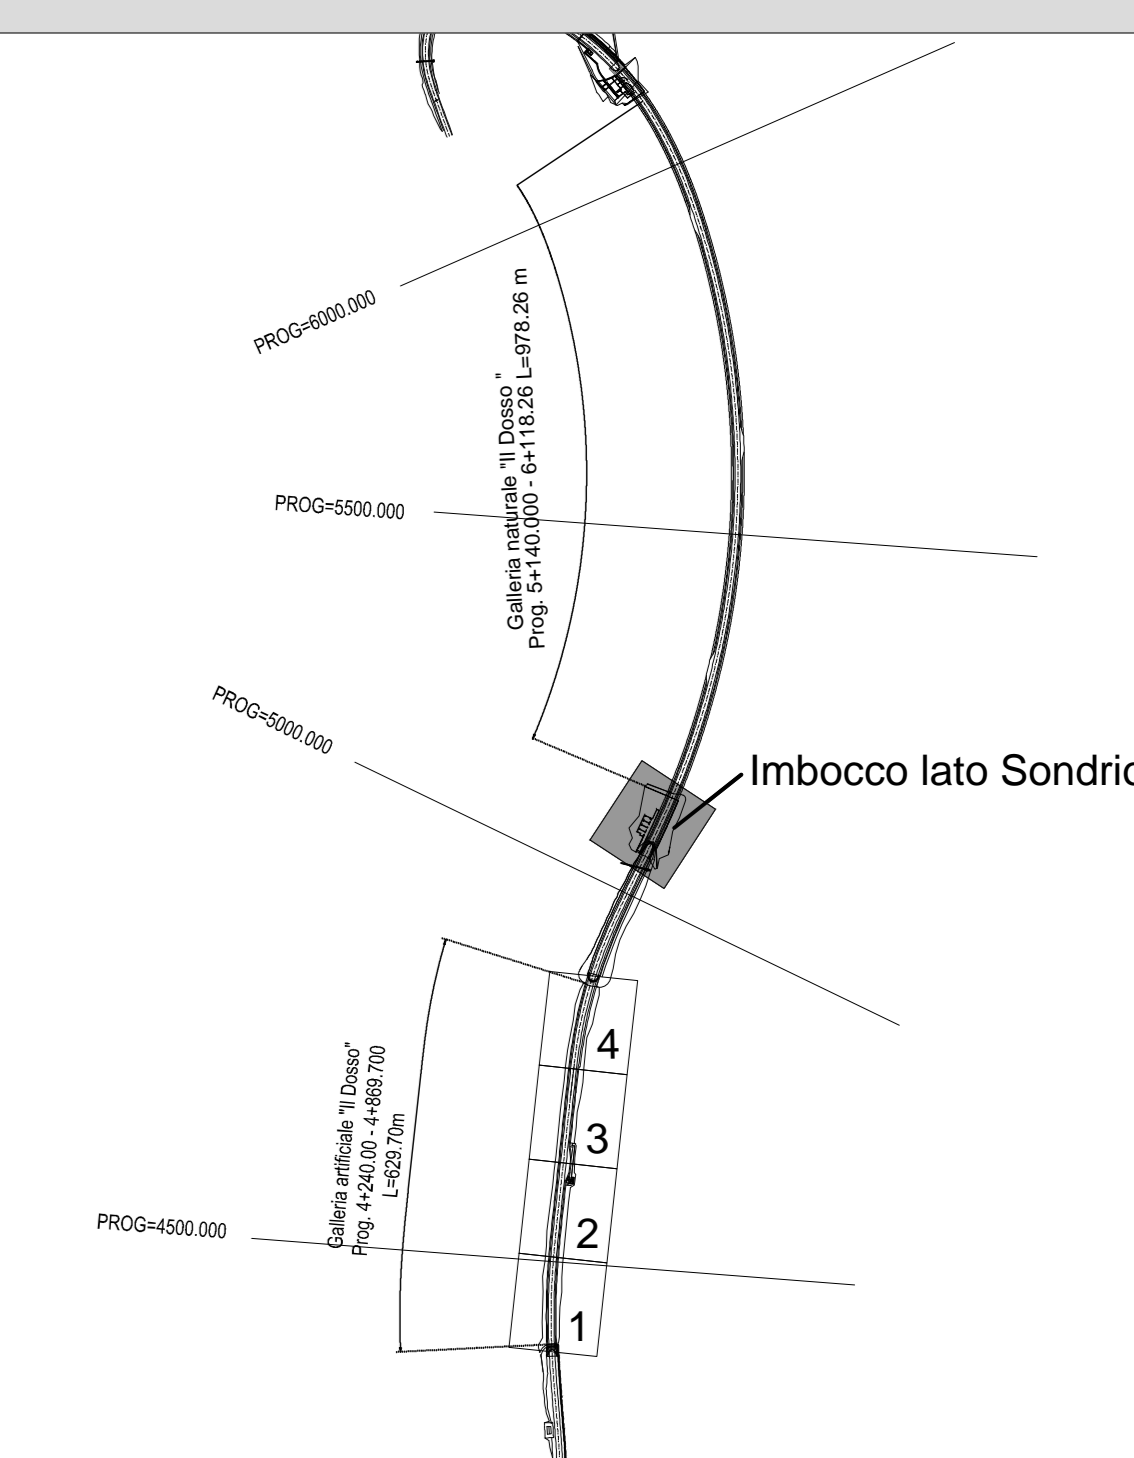 PROG=6000.000
Galleria naturale "Il Dosso "
Prog. 5+140.000 - 6+118.26 L=978.26 m
PROG=5500.000
PROG=5000.000
Imbocco lato Sondrio
4
3
2
1
Galleria artificiale "Il Dosso"
Prog. 4+240.00 - 4+869.700
L=629.70m
PROG=4500.000